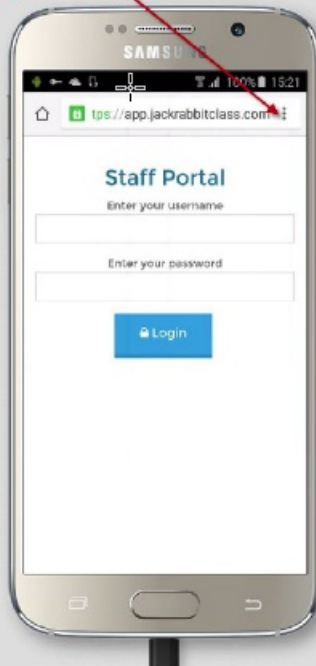 SAMSUNG
100% 15:21
tps://app.jackrabbitclass.com
Staff Portal
Enter your username
Enter your password
Login